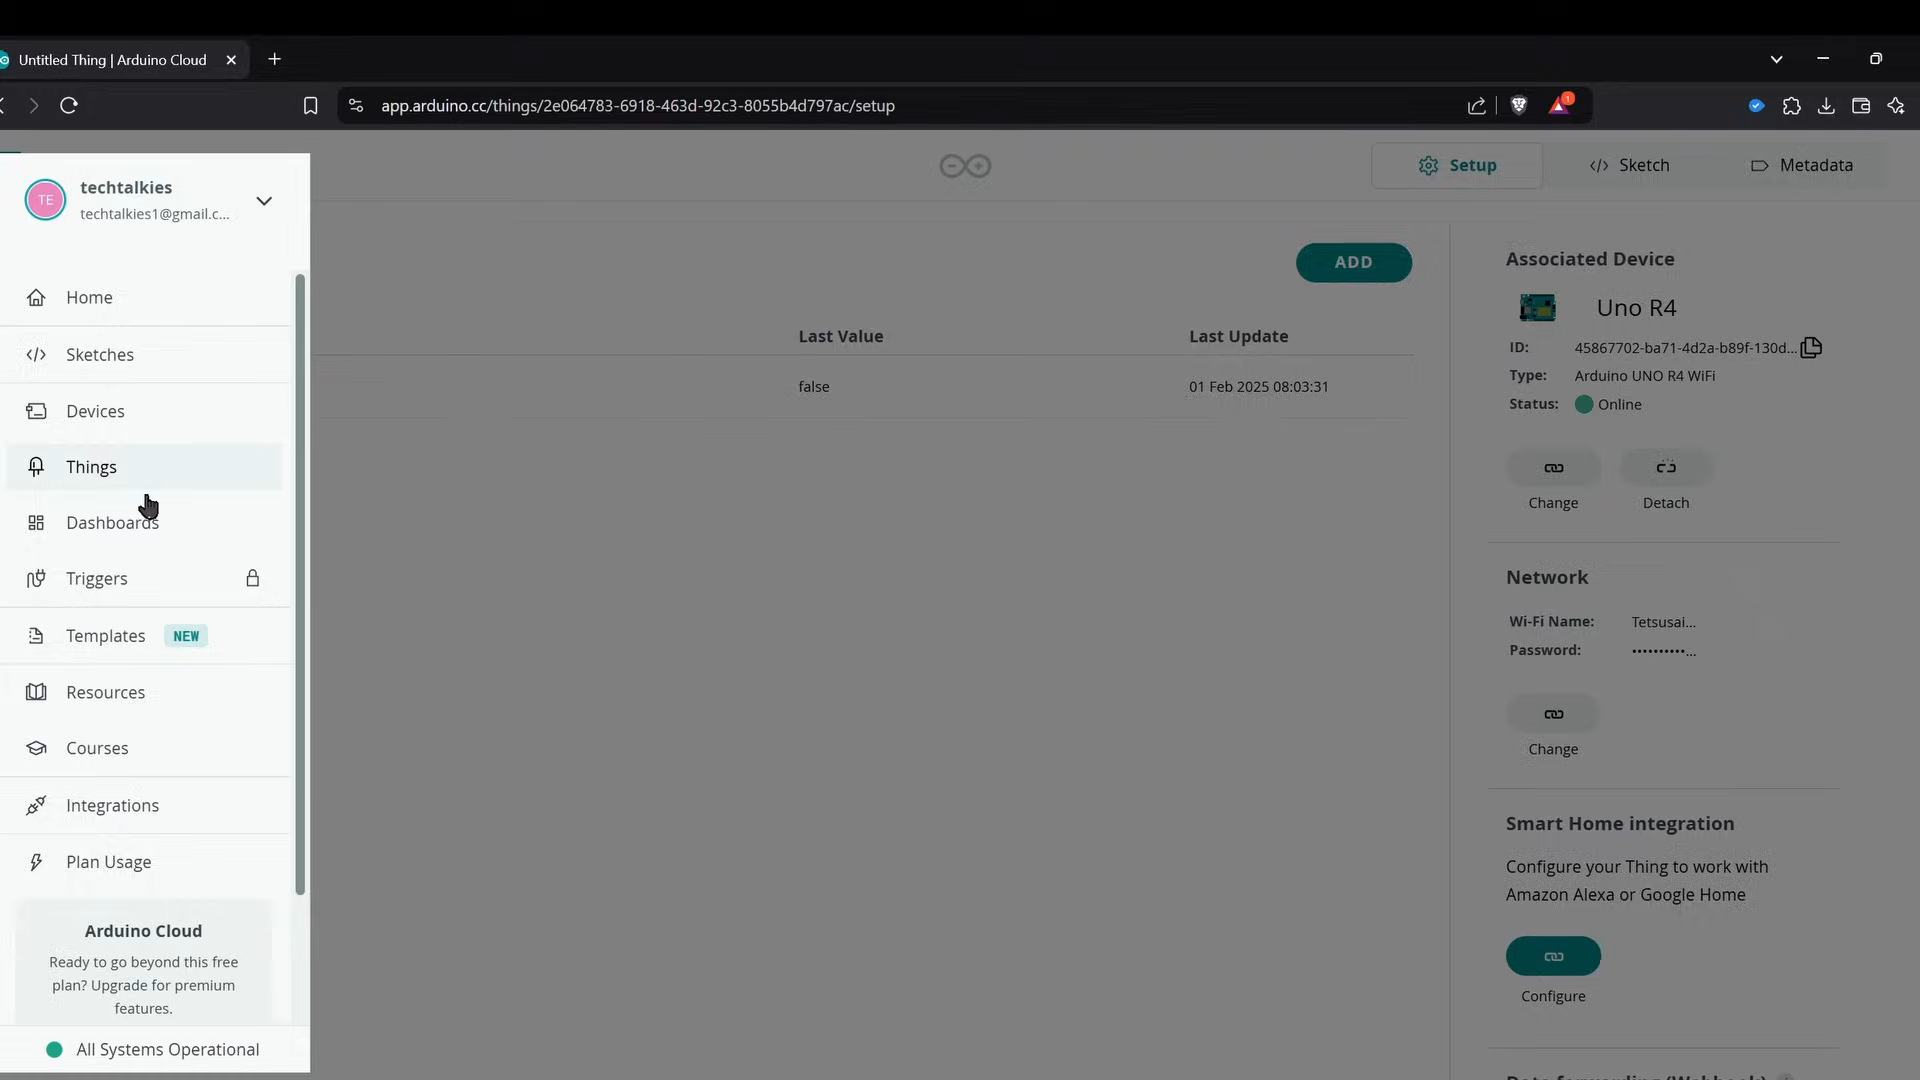 Untitled Thing | Arduino Cloud
app.arduino.cc/things/2e064783-6918-463d-92c3-8055b4d797ac/setup
1
TE
techtalkies
techtalkies1@gmail.c...
Home
Sketches
Devices
Things
Dashboards
Triggers
Templates NEW
Resources
Courses
Integrations
Plan Usage
Arduino Cloud
Ready to go beyond this free
plan? Upgrade for premium
features.
All Systems Operational
Setup
Sketch
Metadata
ADD
Last Value
Last Update
false
01 Feb 2025 08:03:31
Associated Device
Uno R4
ID: 45867702-ba71-4d2a-b89f-130d...
Type: Arduino UNO R4 WiFi
Status: Online
Change
Detach
Network
Wi-Fi Name: Tetsusai...
Password: ••••••••••...
Change
Smart Home integration
Configure your Thing to work with
Amazon Alexa or Google Home
Configure